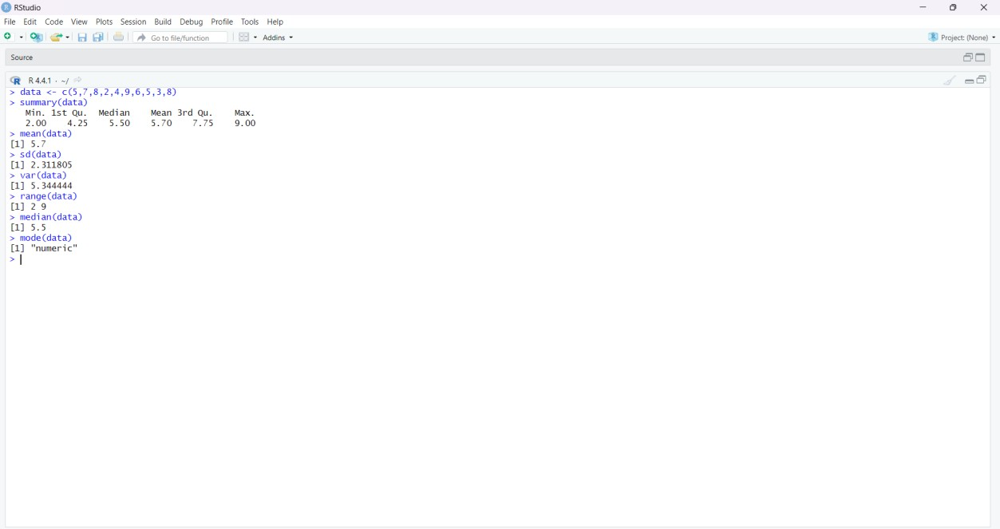 RStudio
File Edit Code View Plots Session Build Debug Profile Tools Help
Go to file/function Addins Project: (None)
Source
R 4.4.1 · ~/
> data <- c(5,7,8,2,4,9,6,5,3,8)
> summary(data)
   Min. 1st Qu.  Median    Mean 3rd Qu.    Max.
   2.00    4.25    5.50    5.70    7.75    9.00
> mean(data)
[1] 5.7
> sd(data)
[1] 2.311805
> var(data)
[1] 5.344444
> range(data)
[1] 2 9
> median(data)
[1] 5.5
> mode(data)
[1] "numeric"
>